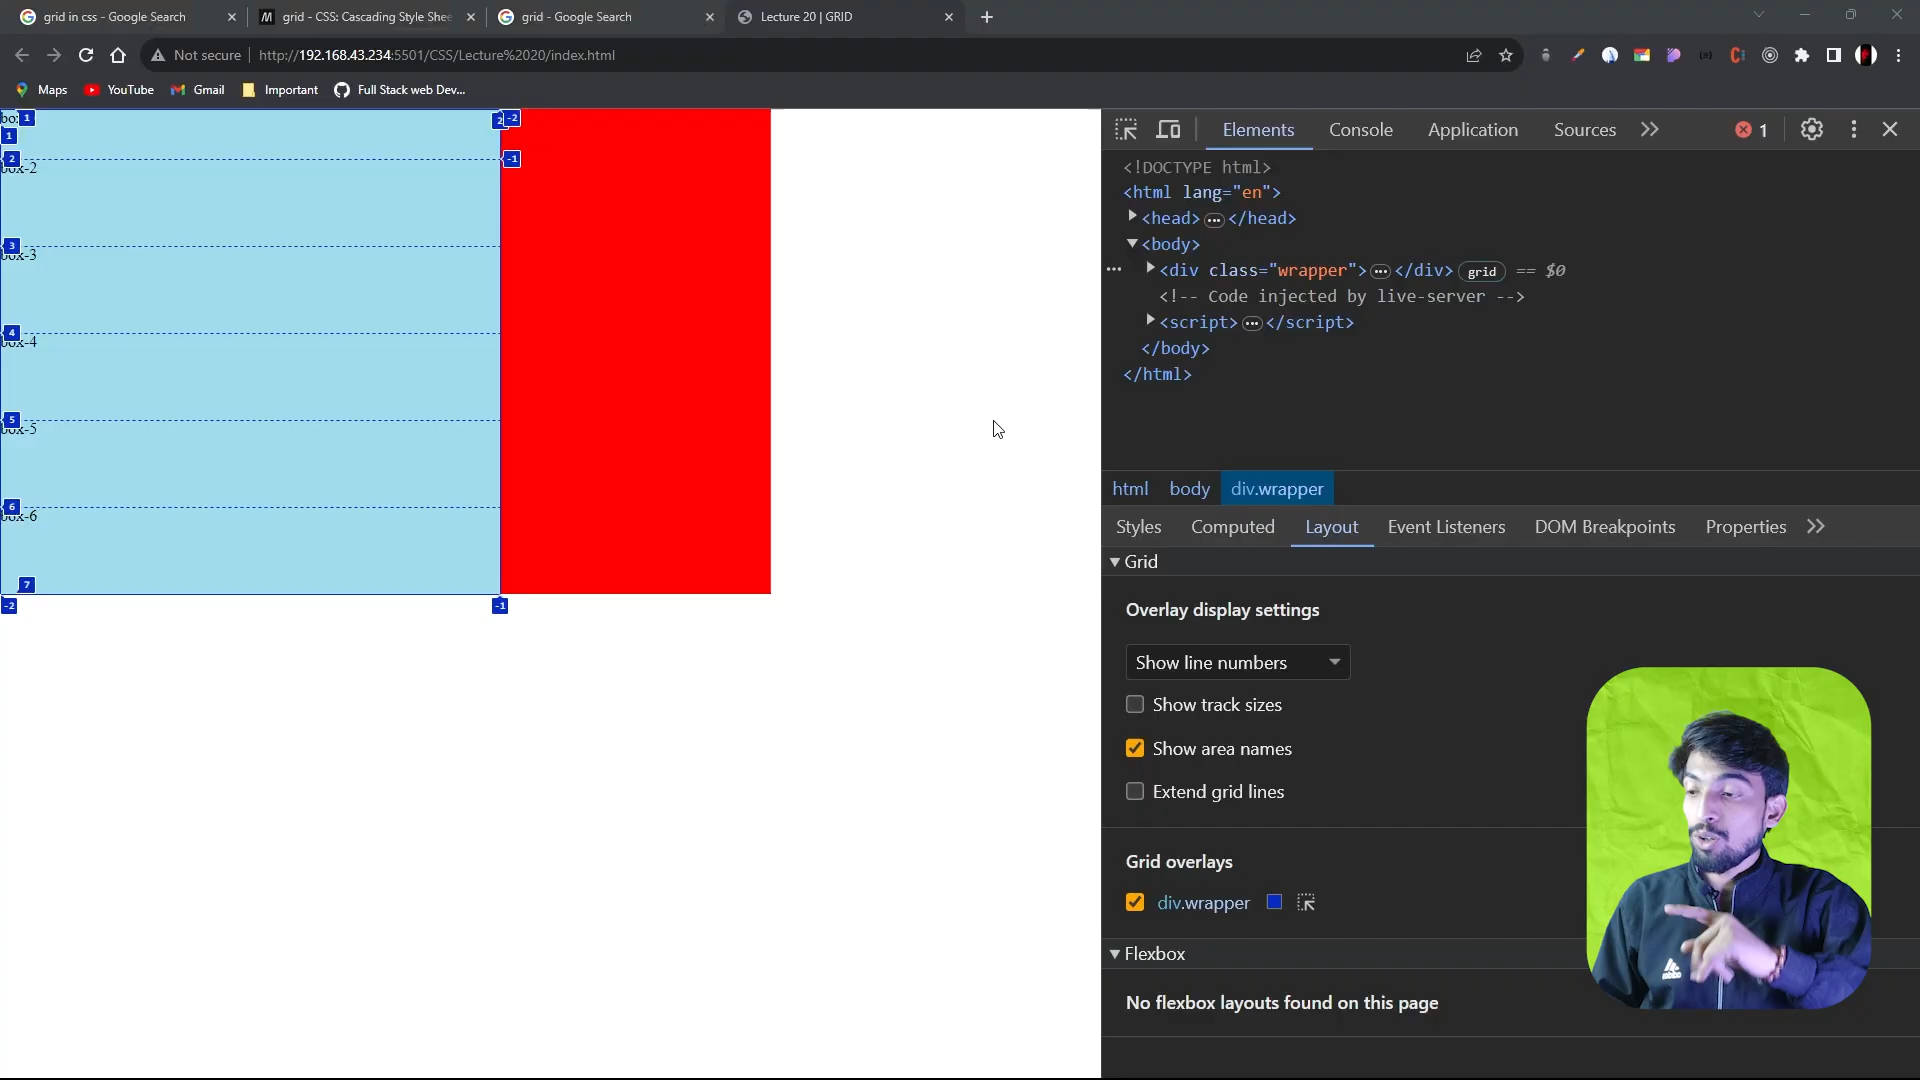 grid in css - Google Search
grid - CSS: Cascading Style Shee
grid - Google Search
Lecture 20 | GRID
Not secure
http://192.168.43.234:5501/CSS/Lecture%2020/index.html
Maps
YouTube
Gmail
Important
Full Stack web Dev...
1
2
-2
1
2
-1
box-2
3
box-3
4
box-4
5
box-5
6
box-6
7
-2
-1
Elements
Console
Application
Sources
1
<!DOCTYPE html>
<html lang="en">
<head> ... </head>
<body>
... <div class="wrapper"> ... </div> grid == $0
<!-- Code injected by live-server -->
<script> ... </script>
</body>
</html>
html body div.wrapper
Styles Computed Layout Event Listeners DOM Breakpoints Properties
Grid
Overlay display settings
Show line numbers
Show track sizes
Show area names
Extend grid lines
Grid overlays
div.wrapper
Flexbox
No flexbox layouts found on this page